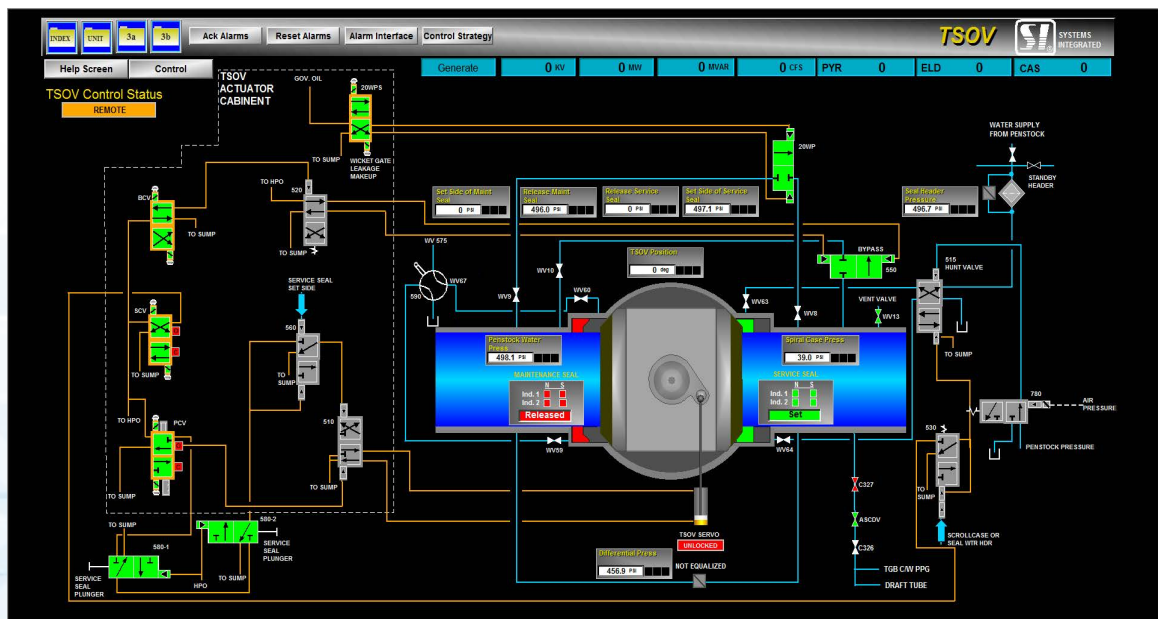 INDEX
UNIT
3a
3b
Ack Alarms
Reset Alarms
Alarm Interface
Control Strategy
TSOV
SI
SYSTEMS
INTEGRATED
Help Screen
Control
Generate
0 KV
0 MW
0 MVAR
0 CFS
PYR 0
ELD 0
CAS 0
TSOV Control Status
REMOTE
TSOV
ACTUATOR
CABINENT
GOV. OIL
20WPS
TO SUMP
WICKET GATE
LEAKAGE
MAKEUP
20WP
WATER SUPPLY
FROM PENSTOCK
STANDBY
HEADER
BCV
TO SUMP
TO HPO
520
TO SUMP
Set Side of Maint
Seal
0 PSI
Release Maint
Seal
496.0 PSI
Release Service
Seal
0 PSI
Set Side of Service
Seal
497.1 PSI
Seal Header
Pressure
496.7 PSI
WV 575
WV67
590
WV10
WV9
WV60
TSOV Position
0 deg
BYPASS
550
WV63
WV8
VENT VALVE
WV13
515
HUNT VALVE
TO SUMP
SERVICE SEAL
SET SIDE
560
TO SUMP
SCV
TO SUMP
TO HPO
PCV
TO SUMP
510
TO SUMP
Penstock Water
Press
498.1 PSI
MAINTENANCE SEAL
N S
Ind. 1
Ind. 2
Released
Spiral Case Press
39.0 PSI
SERVICE SEAL
N S
Ind. 1
Ind. 2
Set
WV59
WV64
780
AIR
PRESSURE
PENSTOCK PRESSURE
530
TO
SUMP
SCROLLCASE OR
SEAL WTR HDR
C327
ASCDV
C326
TGB C/W PPG
DRAFT TUBE
TSOV SERVO
UNLOCKED
Differential Press
456.9 PSI
NOT EQUALIZED
580-2
SERVICE
SEAL
PLUNGER
TO SUMP
580-1
SERVICE
SEAL
PLUNGER
HPO
TO SUMP